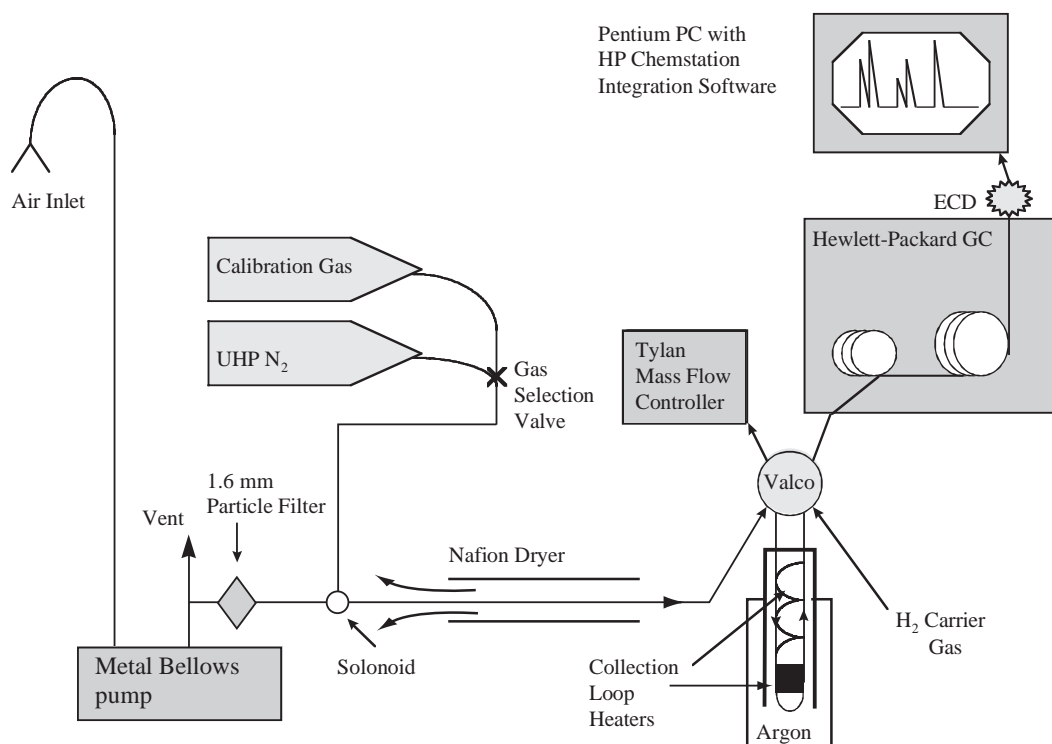 Pentium PC with
HP Chemstation
Integration Software
Air Inlet
ECD
Hewlett-Packard GC
Calibration Gas
UHP N₂
Gas
Selection
Valve
Tylan
Mass Flow
Controller
1.6 mm
Particle Filter
Vent
Valco
Nafion Dryer
Solonoid
H₂ Carrier
Gas
Metal Bellows
pump
Collection
Loop
Heaters
Argon